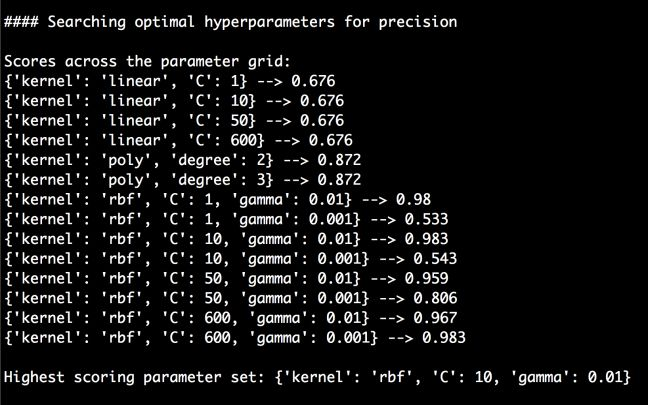 #### Searching optimal hyperparameters for precision
Scores across the parameter grid:
{'kernel': 'linear', 'C': 1} --> 0.676
{'kernel': 'linear', 'C': 10} --> 0.676
{'kernel': 'linear', 'C': 50} --> 0.676
{'kernel': 'linear', 'C': 600} --> 0.676
{'kernel': 'poly', 'degree': 2} --> 0.872
{'kernel': 'poly', 'degree': 3} --> 0.872
{'kernel': 'rbf', 'C': 1, 'gamma': 0.01} --> 0.98
{'kernel': 'rbf', 'C': 1, 'gamma': 0.001} --> 0.533
{'kernel': 'rbf', 'C': 10, 'gamma': 0.01} --> 0.983
{'kernel': 'rbf', 'C': 10, 'gamma': 0.001} --> 0.543
{'kernel': 'rbf', 'C': 50, 'gamma': 0.01} --> 0.959
{'kernel': 'rbf', 'C': 50, 'gamma': 0.001} --> 0.806
{'kernel': 'rbf', 'C': 600, 'gamma': 0.01} --> 0.967
{'kernel': 'rbf', 'C': 600, 'gamma': 0.001} --> 0.983
Highest scoring parameter set: {'kernel': 'rbf', 'C': 10, 'gamma': 0.01}